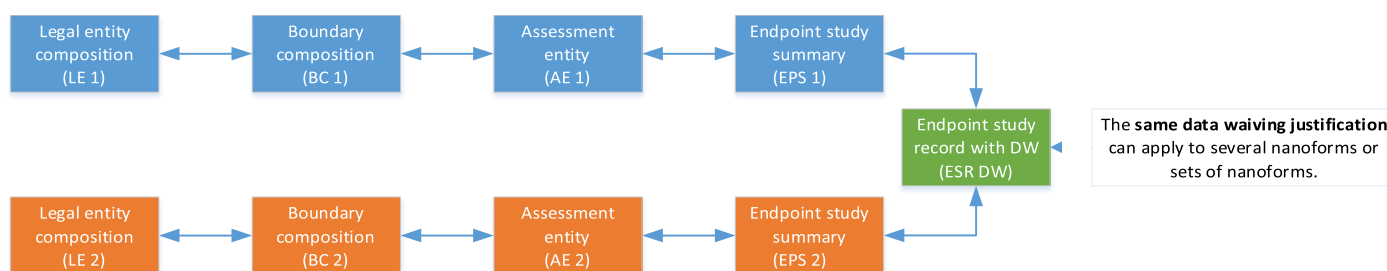 Legal entity
composition
(LE 1)
Boundary
composition
(BC 1)
Assessment
entity
(AE 1)
Endpoint study
summary
(EPS 1)
Endpoint study
record with DW
(ESR DW)
The same data waiving justification
can apply to several nanoforms or
sets of nanoforms.
Legal entity
composition
(LE 2)
Boundary
composition
(BC 2)
Assessment
entity
(AE 2)
Endpoint study
summary
(EPS 2)